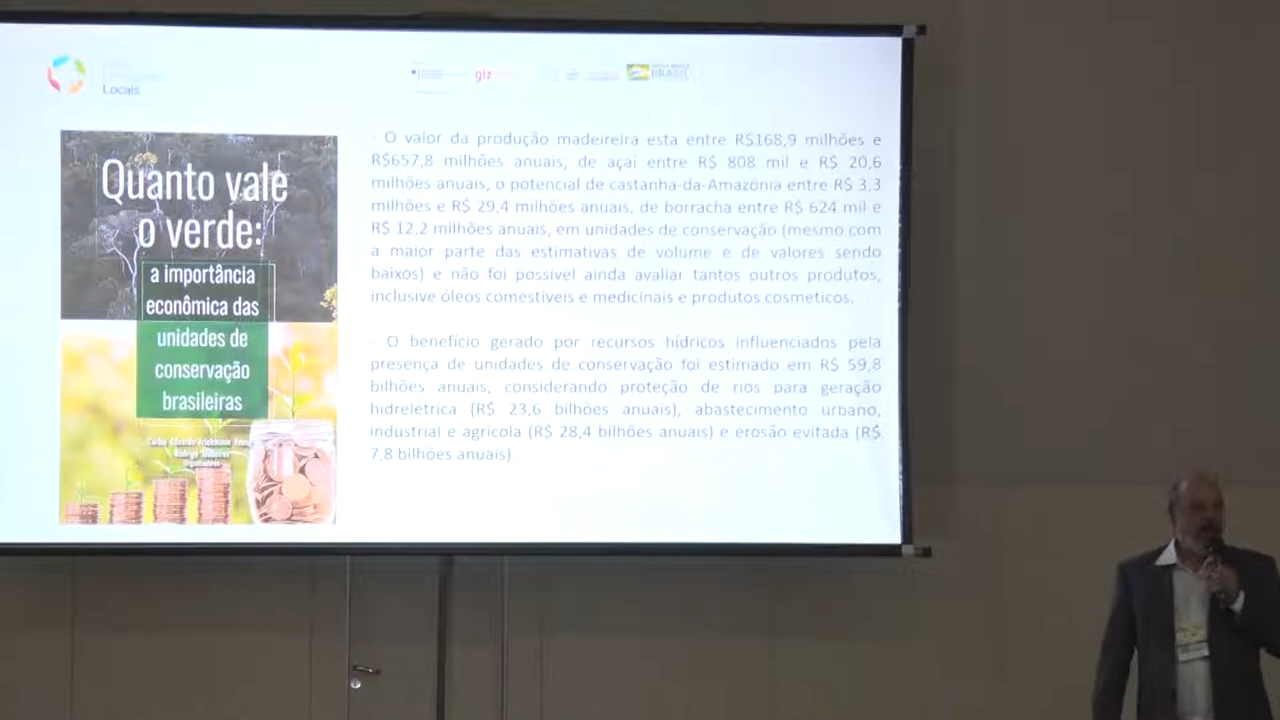 Locais
giz
BRASIL
Quanto vale
o verde:
a importância
econômica das
unidades de
conservação
brasileiras
Organizadores
- O valor da produção madeireira está entre R$168,9 milhões e
R$657,8 milhões anuais, de açaí entre R$ 808 mil e R$ 20,6
milhões anuais, o potencial de castanha-da-Amazônia entre R$ 3,3
milhões e R$ 29,4 milhões anuais, de borracha entre R$ 624 mil e
R$ 12,2 milhões anuais, em unidades de conservação (mesmo com
a maior parte das estimativas de volume e de valores sendo
baixos) e não foi possível ainda avaliar tantos outros produtos,
inclusive óleos comestíveis e medicinais e produtos cosmeticos.
- O benefício gerado por recursos hídricos influenciados pela
presença de unidades de conservação foi estimado em R$ 59,8
bilhões anuais, considerando proteção de rios para geração
hidrelétrica (R$ 23,6 bilhões anuais), abastecimento urbano,
industrial e agrícola (R$ 28,4 bilhões anuais) e erosão evitada (R$
7,8 bilhões anuais)